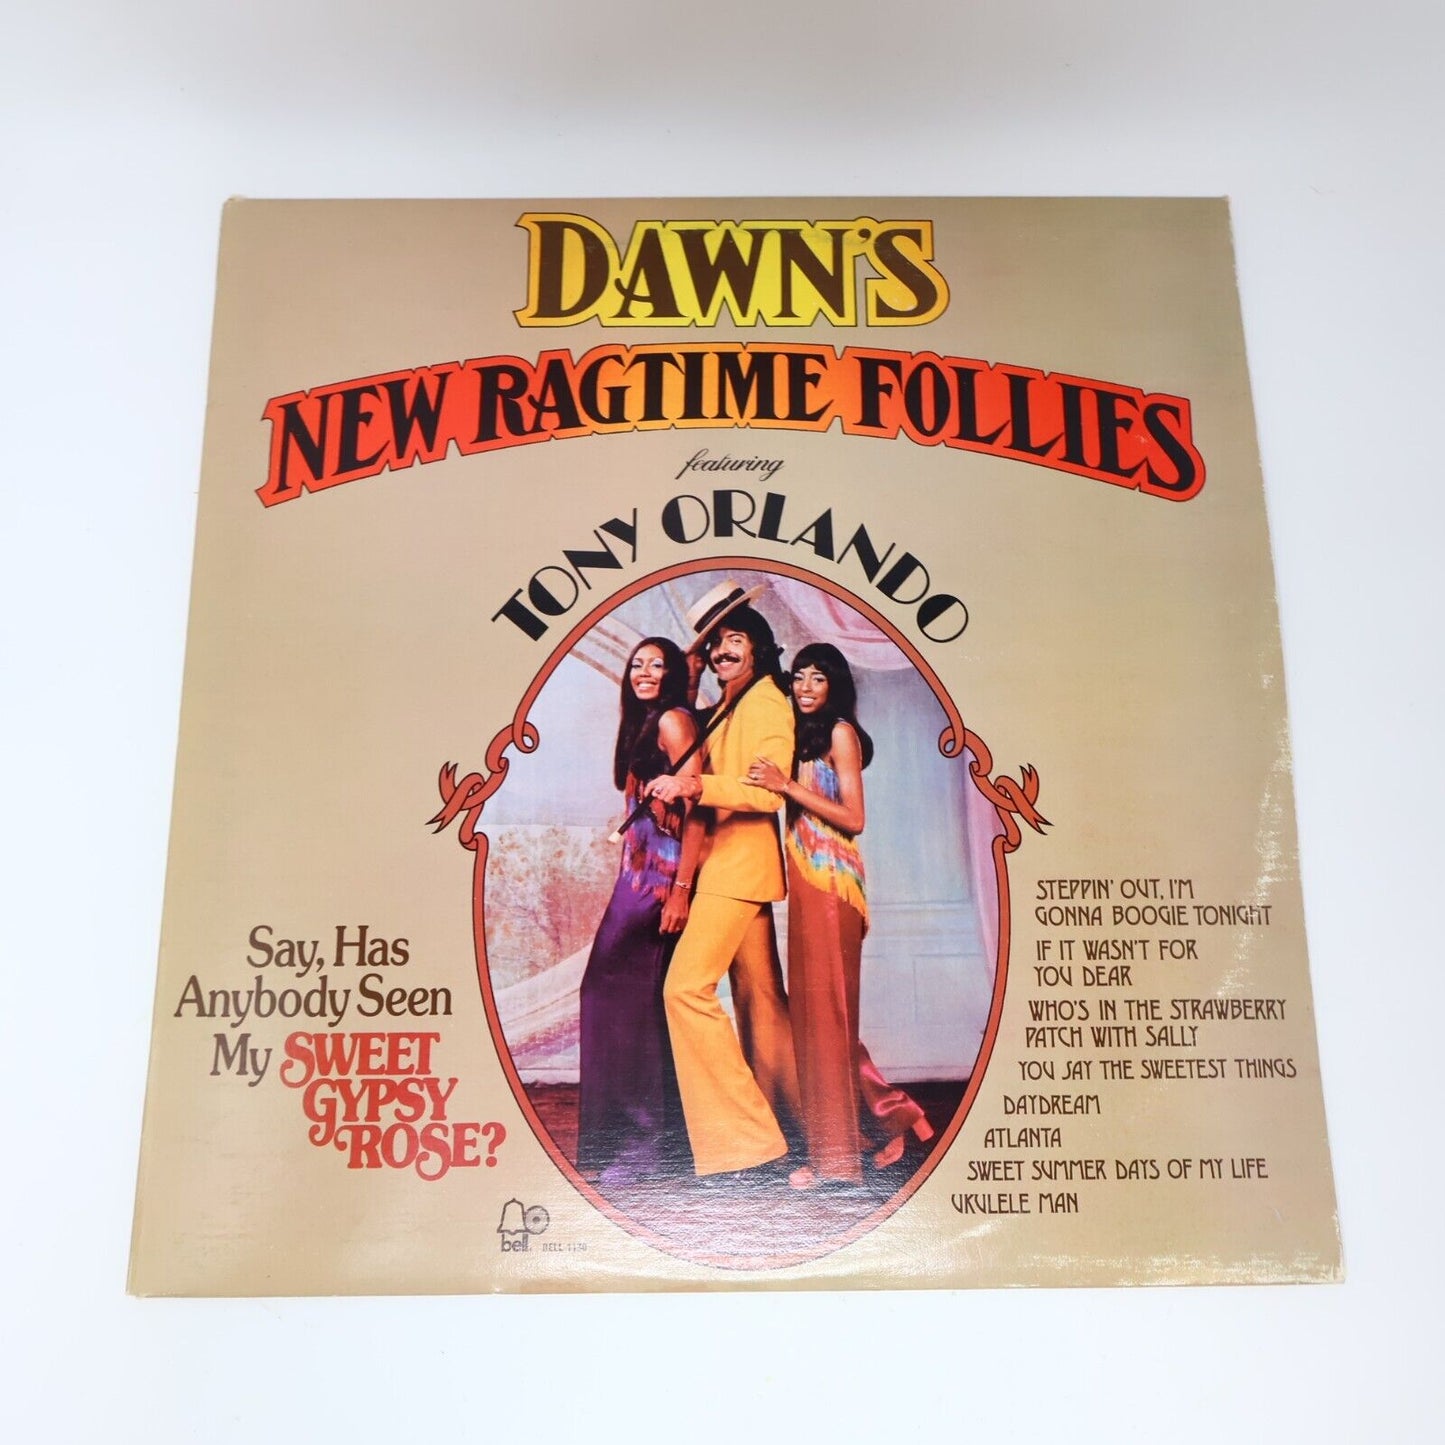 DAWN'S
NEW RAGTIME FOLLIES
featuring
TONY ORLANDO
Say, Has
Anybody Seen
My SWEET
GYPSY
ROSE?
STEPPIN' OUT, I'M
GONNA BOOGIE TONIGHT
IF IT WASN'T FOR
YOU DEAR
WHO'S IN THE STRAWBERRY
PATCH WITH SALLY
YOU SAY THE SWEETEST THINGS
DAYDREAM
ATLANTA
SWEET SUMMER DAYS OF MY LIFE
UKULELE MAN
bell. BELL 1130